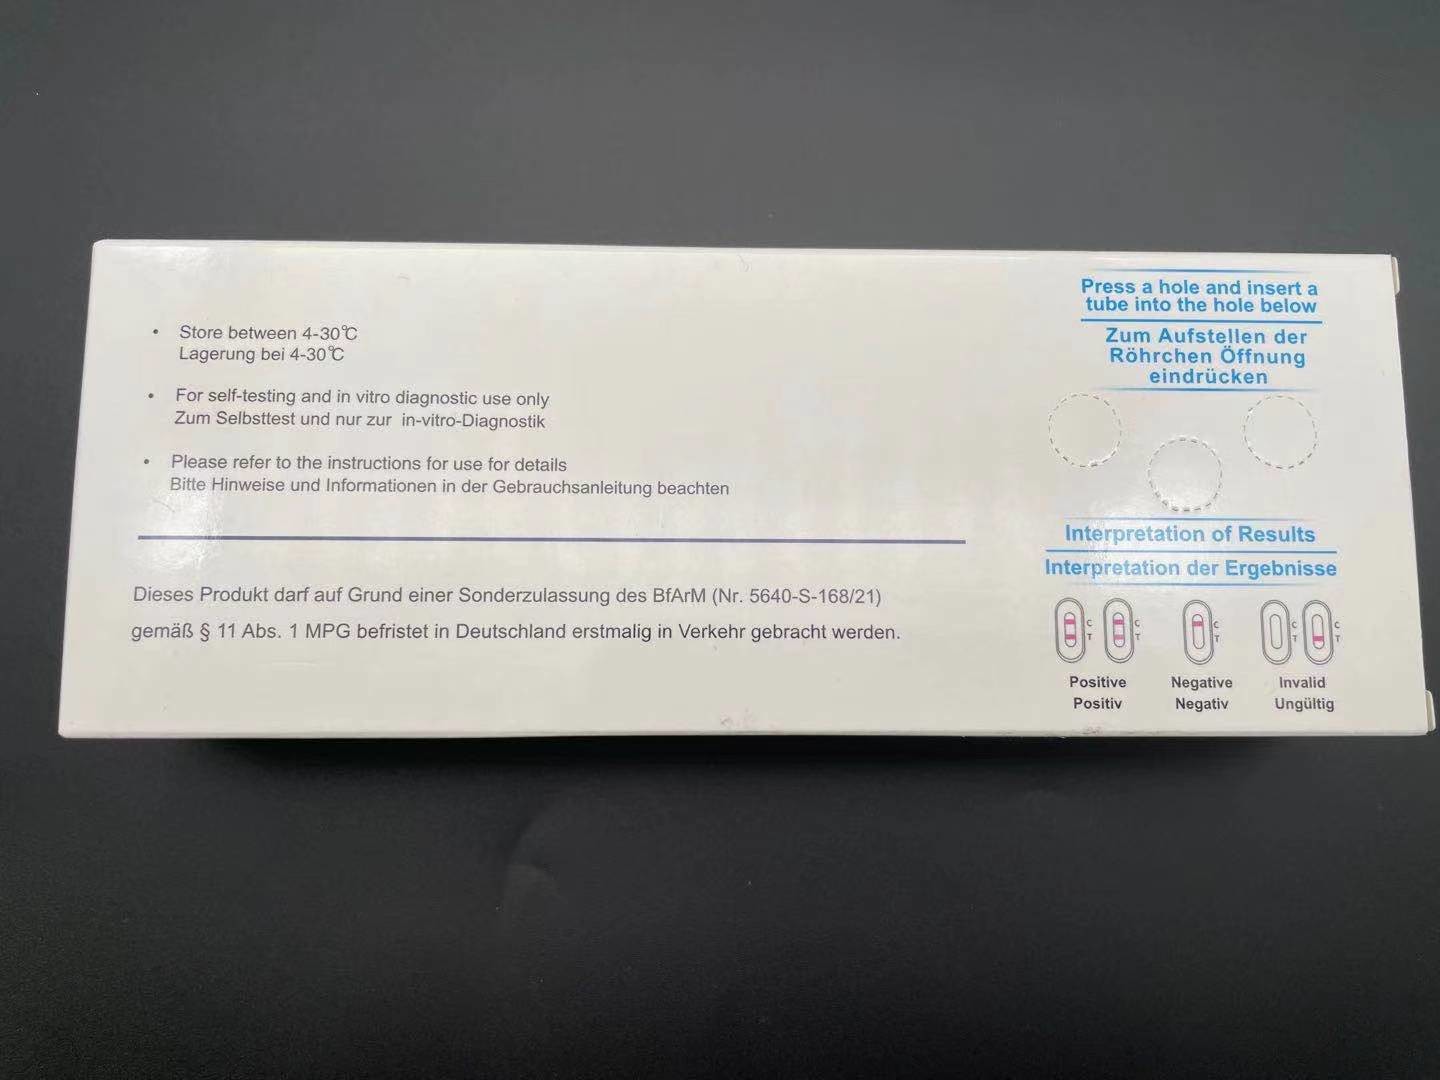 • Store between 4-30℃
Lagerung bei 4-30℃
• For self-testing and in vitro diagnostic use only
Zum Selbsttest und nur zur in-vitro-Diagnostik
• Please refer to the instructions for use for details
Bitte Hinweise und Informationen in der Gebrauchsanleitung beachten
Dieses Produkt darf auf Grund einer Sonderzulassung des BfArM (Nr. 5640-S-168/21)
gemäß § 11 Abs. 1 MPG befristet in Deutschland erstmalig in Verkehr gebracht werden.
Press a hole and insert a
tube into the hole below
Zum Aufstellen der
Röhrchen Öffnung
eindrücken
Interpretation of Results
Interpretation der Ergebnisse
C C C C C
T T T T T
Positive Negative Invalid
Positiv Negativ Ungültig